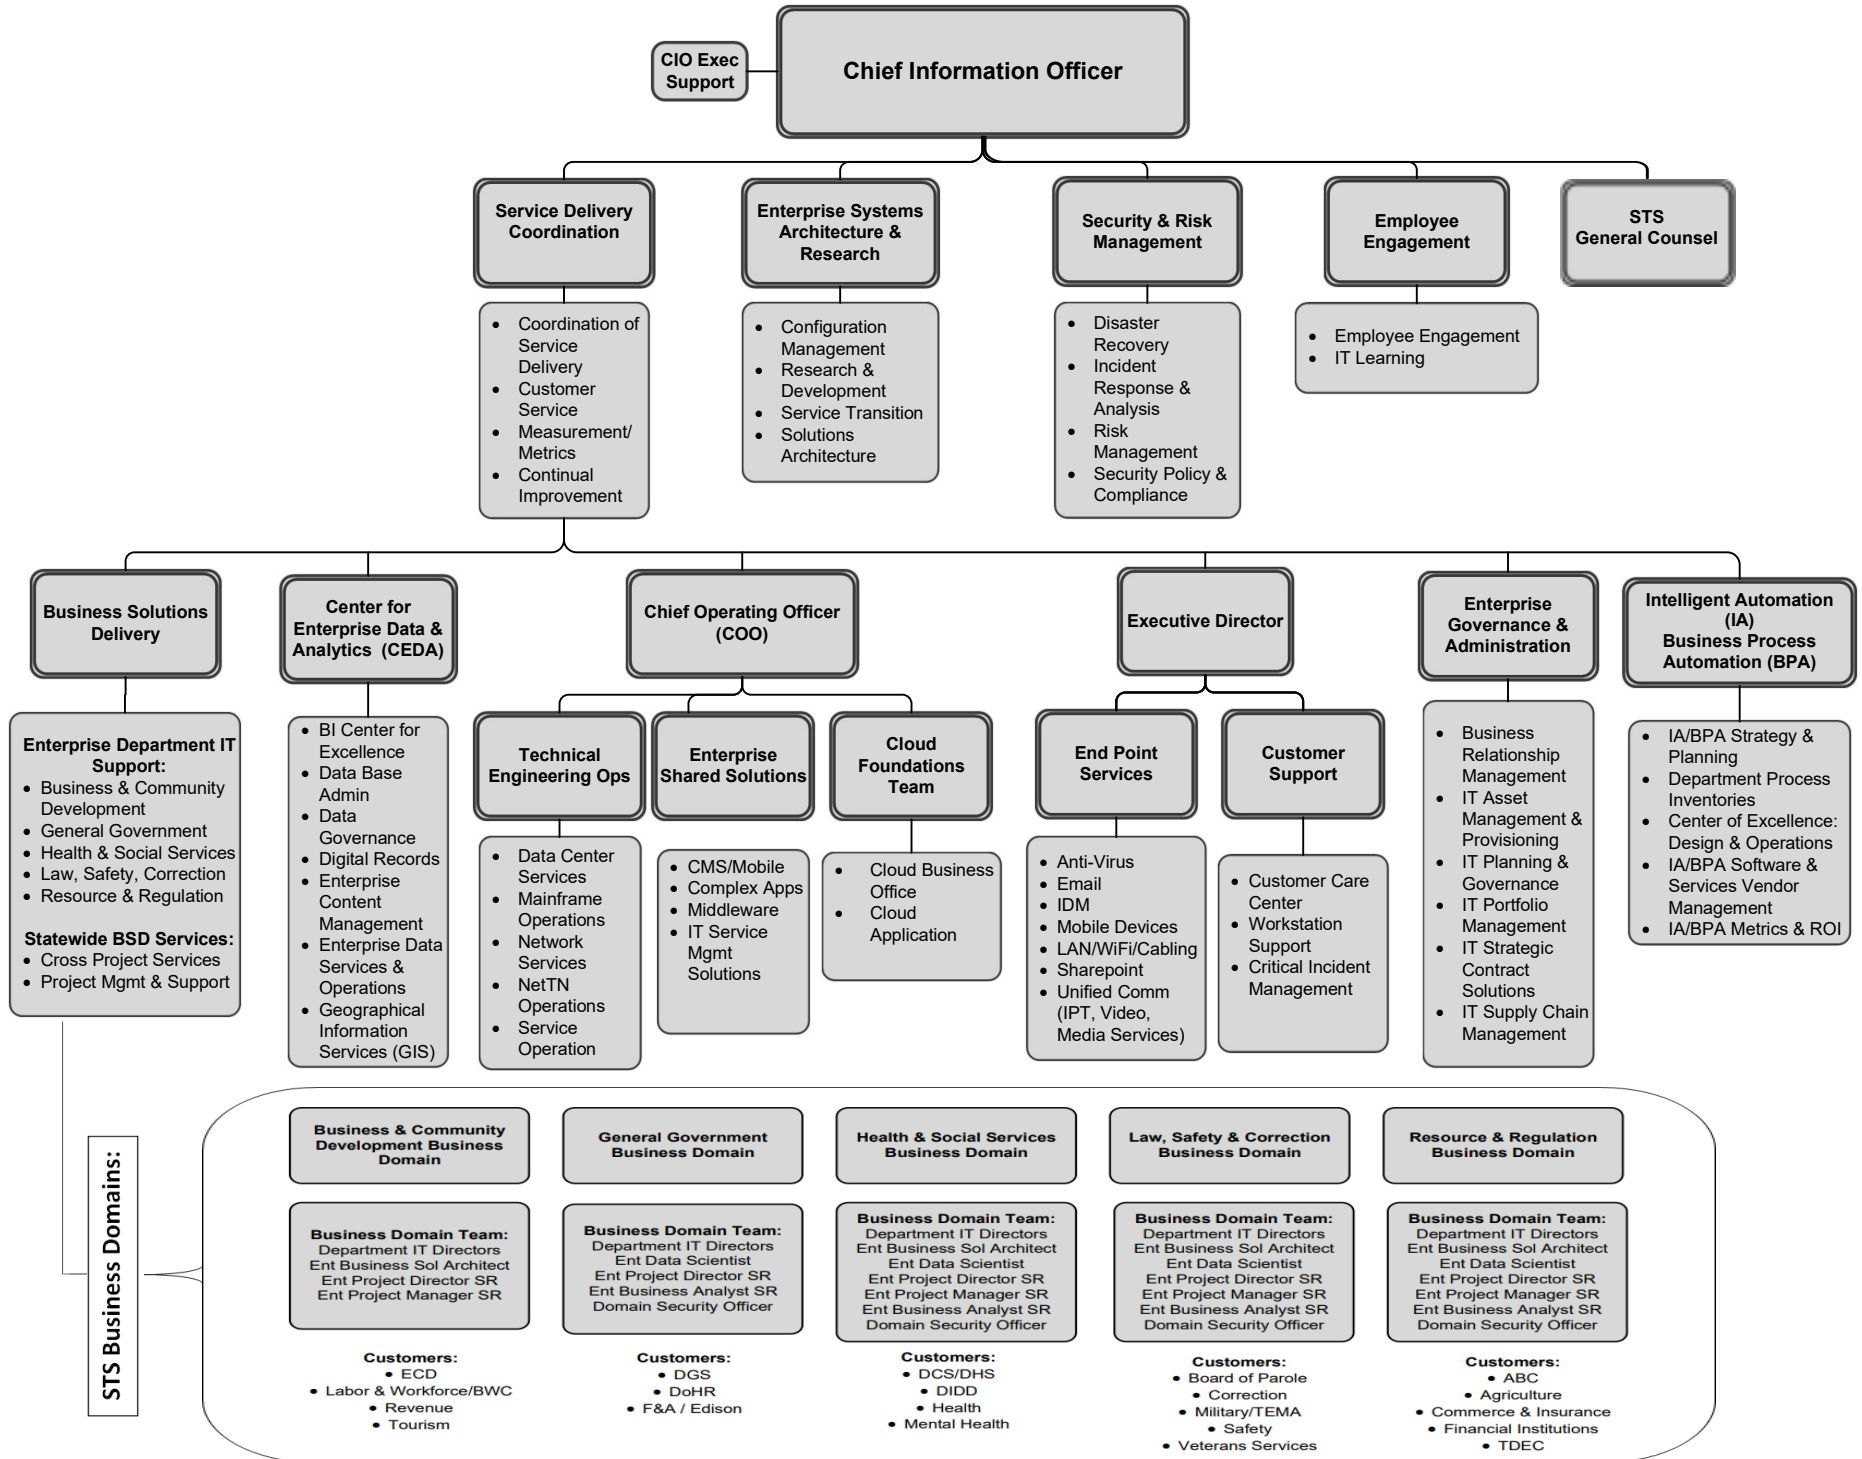 CIO Exec
Support
Chief Information Officer
Service Delivery
Coordination
Enterprise Systems
Architecture &
Research
Security & Risk
Management
Employee
Engagement
STS
General Counsel
• Coordination of
Service
Delivery
• Customer
Service
• Measurement/
Metrics
• Continual
Improvement
• Configuration
Management
• Research &
Development
• Service Transition
• Solutions
Architecture
• Disaster
Recovery
• Incident
Response &
Analysis
• Risk
Management
• Security Policy &
Compliance
• Employee Engagement
• IT Learning
Business Solutions
Delivery
Center for
Enterprise Data &
Analytics (CEDA)
Chief Operating Officer
(COO)
Executive Director
Enterprise
Governance &
Administration
Intelligent Automation
(IA)
Business Process
Automation (BPA)
Enterprise Department IT
Support:
• Business & Community
Development
• General Government
• Health & Social Services
• Law, Safety, Correction
• Resource & Regulation
Statewide BSD Services:
• Cross Project Services
• Project Mgmt & Support
• BI Center for
Excellence
• Data Base
Admin
• Data
Governance
• Digital Records
• Enterprise
Content
Management
• Enterprise Data
Services &
Operations
• Geographical
Information
Services (GIS)
Technical
Engineering Ops
Enterprise
Shared Solutions
Cloud
Foundations
Team
End Point
Services
Customer
Support
• Data Center
Services
• Mainframe
Operations
• Network
Services
• NetTN
Operations
• Service
Operation
• CMS/Mobile
• Complex Apps
• Middleware
• IT Service
Mgmt
Solutions
• Cloud Business
Office
• Cloud
Application
• Anti-Virus
• Email
• IDM
• Mobile Devices
• LAN/WiFi/Cabling
• Sharepoint
• Unified Comm
(IPT, Video,
Media Services)
• Customer Care
Center
• Workstation
Support
• Critical Incident
Management
• Business
Relationship
Management
• IT Asset
Management &
Provisioning
• IT Planning &
Governance
• IT Portfolio
Management
• IT Strategic
Contract
Solutions
• IT Supply Chain
Management
• IA/BPA Strategy &
Planning
• Department Process
Inventories
• Center of Excellence:
Design & Operations
• IA/BPA Software &
Services Vendor
Management
• IA/BPA Metrics & ROI
STS Business Domains:
Business & Community
Development Business
Domain
General Government
Business Domain
Health & Social Services
Business Domain
Law, Safety & Correction
Business Domain
Resource & Regulation
Business Domain
Business Domain Team:
Department IT Directors
Ent Business Sol Architect
Ent Project Director SR
Ent Project Manager SR
Business Domain Team:
Department IT Directors
Ent Data Scientist
Ent Project Director SR
Ent Business Analyst SR
Domain Security Officer
Business Domain Team:
Department IT Directors
Ent Business Sol Architect
Ent Data Scientist
Ent Project Director SR
Ent Project Manager SR
Ent Business Analyst SR
Domain Security Officer
Business Domain Team:
Department IT Directors
Ent Business Sol Architect
Ent Data Scientist
Ent Project Director SR
Ent Project Manager SR
Ent Business Analyst SR
Domain Security Officer
Business Domain Team:
Department IT Directors
Ent Business Sol Architect
Ent Data Scientist
Ent Project Director SR
Ent Project Manager SR
Ent Business Analyst SR
Domain Security Officer
Customers:
• ECD
• Labor & Workforce/BWC
• Revenue
• Tourism
Customers:
• DGS
• DoHR
• F&A / Edison
Customers:
• DCS/DHS
• DIDD
• Health
• Mental Health
Customers:
• Board of Parole
• Correction
• Military/TEMA
• Safety
• Veterans Services
Customers:
• ABC
• Agriculture
• Commerce & Insurance
• Financial Institutions
• TDEC